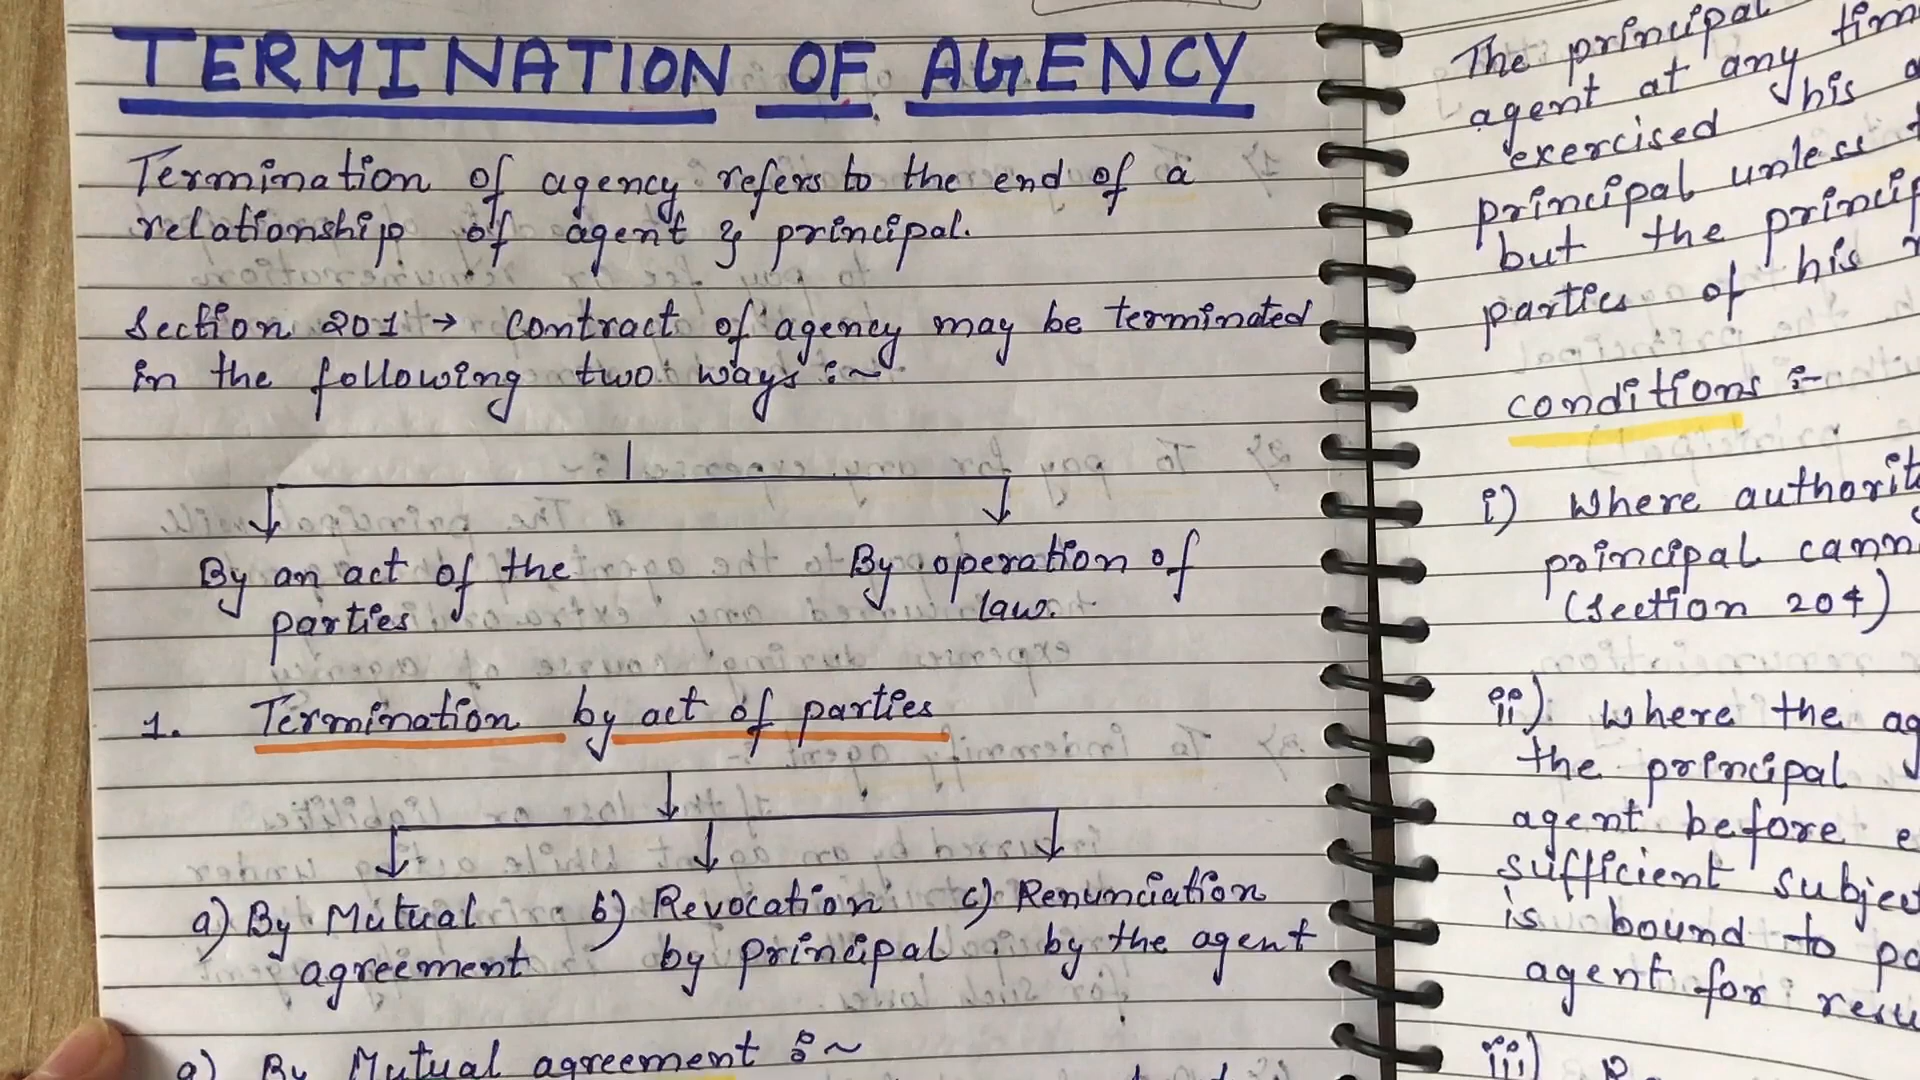 TERMINATION OF AGENCY
Termination of agency refers to the end of a
relationship of agent & principal.
Section 201 → Contract of agency may be terminated
in the following two ways :~
By an act of the
parties
By operation of
law.
1. Termination by act of parties
a) By Mutual
agreement
b) Revocation
by principal
c) Renunciation
by the agent
a) By Mutual agreement :~
The principal
agent at any
exercised his
principal unless
but the
parties of his
conditions :-
i) Where
principal
(Section 204)
ii) Where the
the principal
agent before
sufficient
is bound to
agent for
iii)